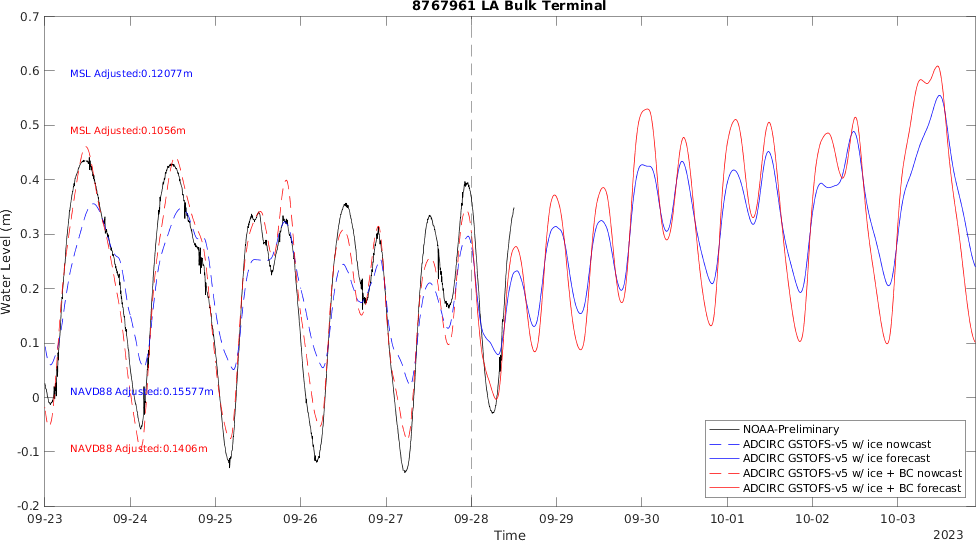 8767961 LA Bulk Terminal
0.7
0.6
0.5
0.4
0.3
0.2
0.1
0
-0.1
-0.2
Water Level (m)
MSL Adjusted:0.12077m
MSL Adjusted:0.1056m
NAVD88 Adjusted:0.15577m
NAVD88 Adjusted:0.1406m
NOAA-Preliminary
ADCIRC GSTOFS-v5 w/ ice nowcast
ADCIRC GSTOFS-v5 w/ ice forecast
ADCIRC GSTOFS-v5 w/ ice + BC nowcast
ADCIRC GSTOFS-v5 w/ ice + BC forecast
09-23 09-24 09-25 09-26 09-27 09-28 09-29 09-30 10-01 10-02 10-03
Time
2023